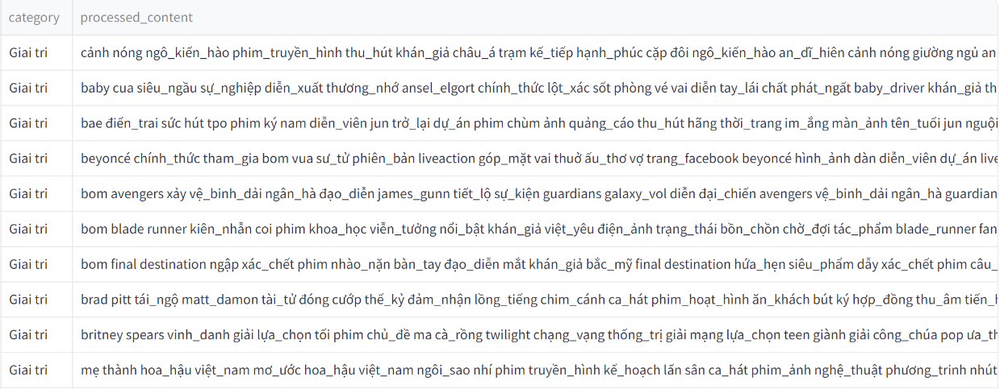 category processed_content
Giai tri cảnh nóng ngô_kiến_hào phim_truyền_hình thu_hút khán_giả châu_á trạm kế_tiếp hạnh_phúc cặp đôi ngô_kiến_hào an_dĩ_hiên cảnh nóng giường ngủ an
Giai tri baby cua siêu_ngầu sự_nghiệp diễn_xuất thương_nhớ ansel_elgort chính_thức lột_xác sốt phòng vé vai diễn tay_lái chất phát_ngất baby_driver khán_giả th
Giai tri bae điển_trai sức hút tpo phim ký nam diễn_viên jun trở_lại dự_án phim chùm ảnh quảng_cáo thu_hút hãng thời_trang im_ắng màn_ảnh tên_tuổi jun nguội
Giai tri beyoncé chính_thức tham_gia bom vua sư_tử phiên_bản liveaction góp_mặt vai thuở ấu_thơ vợ trang_facebook beyoncé hình_ảnh dàn diễn_viên dự_án live
Giai tri bom avengers xảy vệ_binh_dải ngân_hà đạo_diễn james_gunn tiết_lộ sự_kiện guardians galaxy_vol diễn đại_chiến avengers vệ_binh_dải ngân_hà guardian
Giai tri bom blade runner kiên_nhẫn coi phim khoa_học viễn_tưởng nổi_bật khán_giả việt_yêu điện_ảnh trạng_thái bồn_chồn chờ_đợi tác_phẩm blade_runner fan
Giai tri bom final destination ngập xác_chết phim nhào_nặn bàn_tay đạo_diễn mắt khán_giả bắc_mỹ final destination hứa_hẹn siêu_phẩm dẫy xác_chết phim câu_
Giai tri brad pitt tái_ngộ matt_damon tài_tử đóng cướp thế_kỷ đảm_nhận lồng_tiếng chim_cánh ca_hát phim_hoạt_hình ăn_khách bút ký hợp_đồng thu_âm tiến_h
Giai tri britney spears vinh_danh giải lựa_chọn tối phim chủ_đề ma cà_rồng twilight chạng_vạng thống_trị giải mạng lựa_chọn teen giành giải công_chúa pop ưa_th
Giai tri mẹ thành hoa_hậu việt_nam mơ_ước hoa_hậu việt_nam ngôi_sao nhí phim truyền_hình kế_hoạch lấn sân ca_hát phim_ảnh nghệ_thuật phương_trinh nhút